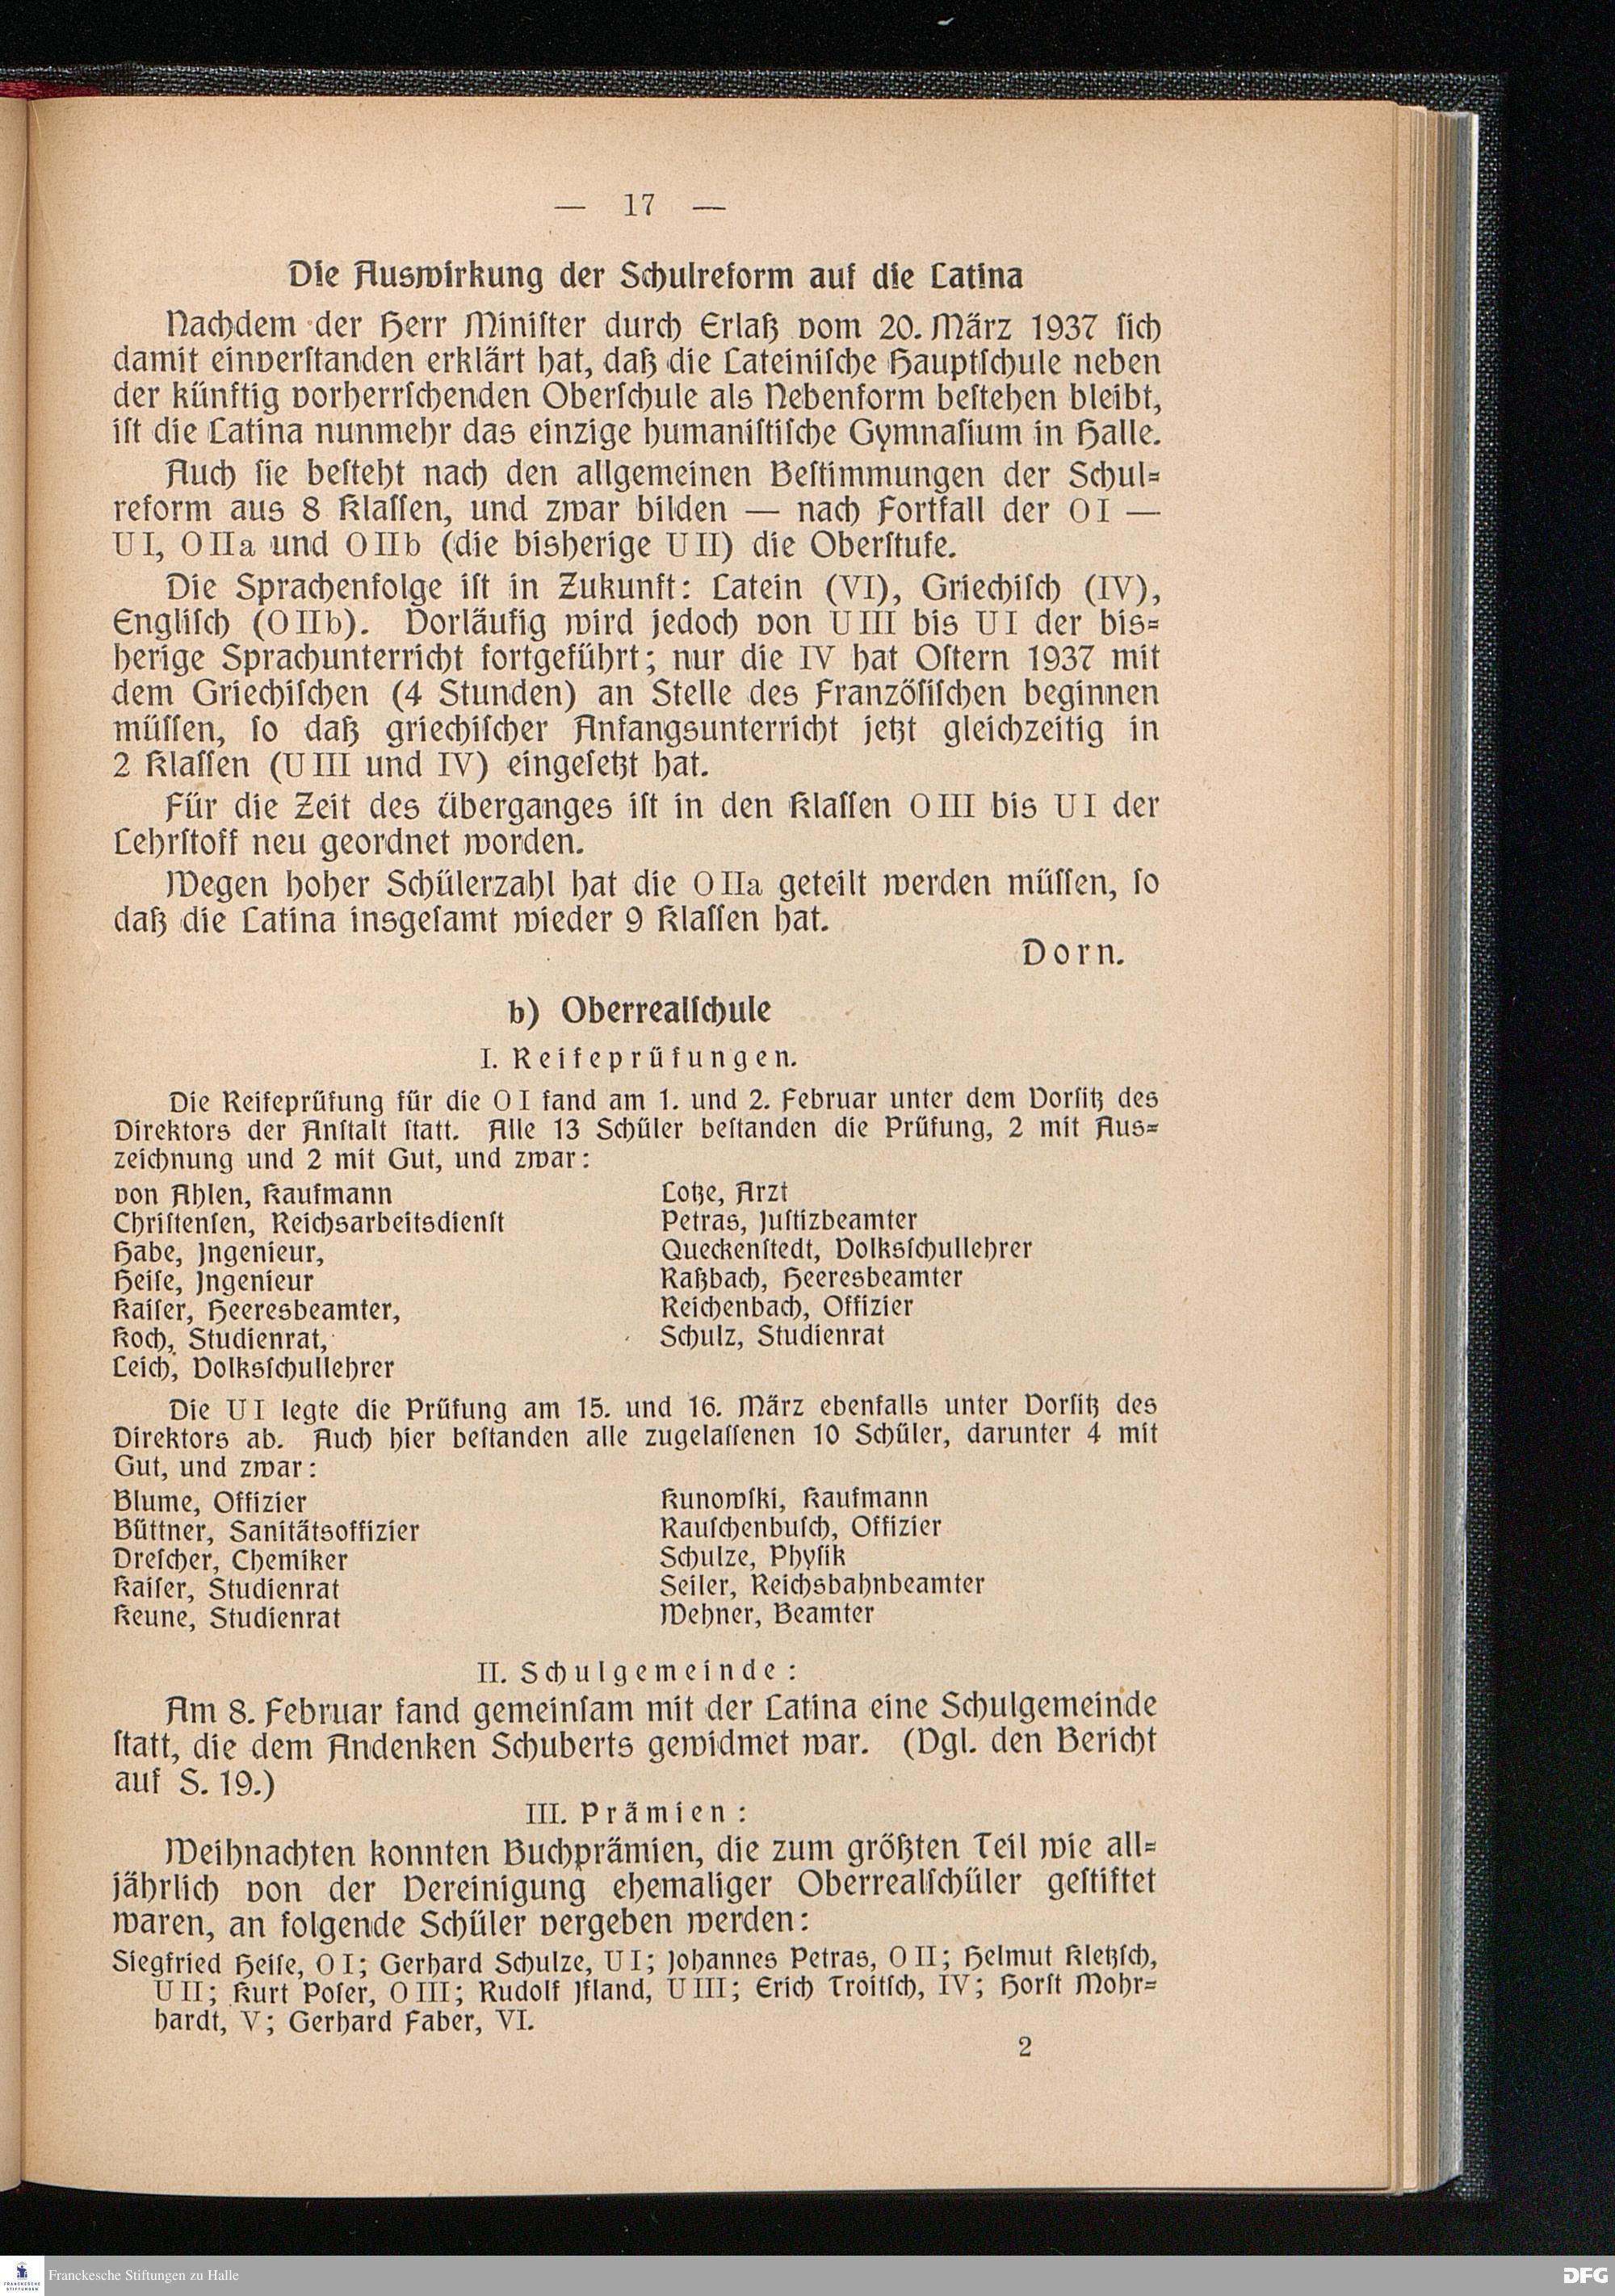 — 17 —
Die Auswirkung der Schulreform auf die Latina
Nachdem der Herr Miniſter durch Erlaß vom 20. März 1937 ſich
damit einverſtanden erklärt hat, daß die Lateiniſche Hauptſchule neben
der künftig vorherrſchenden Oberſchule als Nebenform beſtehen bleibt,
iſt die Latina nunmehr das einzige humaniſtiſche Gymnaſium in Halle.
Auch ſie beſteht nach den allgemeinen Beſtimmungen der Schul=
reform aus 8 Klaſſen, und zwar bilden — nach Fortfall der O I —
U I, O IIa und O IIb (die bisherige U II) die Oberſtufe.
Die Sprachenfolge iſt in Zukunft: Latein (VI), Griechiſch (IV),
Engliſch (O IIb). Vorläufig wird jedoch von U III bis U I der bis=
herige Sprachunterricht fortgeführt; nur die IV hat Oſtern 1937 mit
dem Griechiſchen (4 Stunden) an Stelle des Franzöſiſchen beginnen
müſſen, ſo daß griechiſcher Anfangsunterricht jetzt gleichzeitig in
2 Klaſſen (U III und IV) eingeſetzt hat.
Für die Zeit des Überganges iſt in den Klaſſen O III bis U I der
Lehrſtoff neu geordnet worden.
Wegen hoher Schülerzahl hat die O IIa geteilt werden müſſen, ſo
daß die Latina insgeſamt wieder 9 Klaſſen hat.
Dorn.
b) Oberrealſchule
I. Reifeprüfungen.
Die Reifeprüfung für die O I fand am 1. und 2. Februar unter dem Vorſitz des
Direktors der Anſtalt ſtatt. Alle 13 Schüler beſtanden die Prüfung, 2 mit Aus=
zeichnung und 2 mit Gut, und zwar:
von Ahlen, Kaufmann
Chriſtenſen, Reichsarbeitsdienſt
Habe, Ingenieur,
Heiſe, Ingenieur
Kaiſer, Heeresbeamter,
Koch, Studienrat,
Leich, Volksſchullehrer
Lotze, Arzt
Petras, Juſtizbeamter
Queckenſtedt, Volksſchullehrer
Raßbach, Heeresbeamter
Reichenbach, Offizier
Schulz, Studienrat
Die U I legte die Prüfung am 15. und 16. März ebenfalls unter Vorſitz des
Direktors ab. Auch hier beſtanden alle zugelaſſenen 10 Schüler, darunter 4 mit
Gut, und zwar:
Blume, Offizier
Büttner, Sanitätsoffizier
Dreſcher, Chemiker
Kaiſer, Studienrat
Keune, Studienrat
Kunowſki, Kaufmann
Rauſchenbuſch, Offizier
Schulze, Phyſik
Seiler, Reichsbahnbeamter
Wehner, Beamter
II. Schulgemeinde:
Am 8. Februar fand gemeinſam mit der Latina eine Schulgemeinde
ſtatt, die dem Andenken Schuberts gewidmet war. (Vgl. den Bericht
auf S. 19.)
III. Prämien:
Weihnachten konnten Buchprämien, die zum größten Teil wie all=
jährlich von der Vereinigung ehemaliger Oberrealſchüler geſtiftet
waren, an folgende Schüler vergeben werden:
Siegfried Heiſe, O I; Gerhard Schulze, U I; Johannes Petras, O II; Helmut Kletzſch,
U II; Kurt Poſer, O III; Rudolf Ifland, U III; Erich Troitſch, IV; Horſt Mohr=
hardt, V; Gerhard Faber, VI.
2
FRANCKESCHE STIFTUNGEN
Franckesche Stiftungen zu Halle
DFG